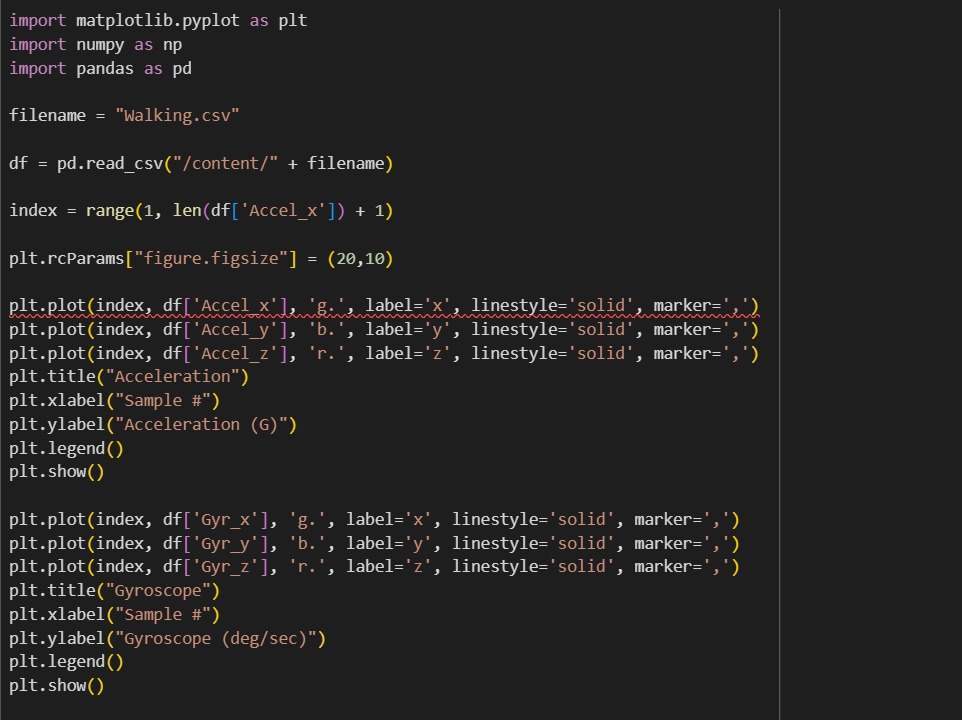 import matplotlib.pyplot as plt
import numpy as np
import pandas as pd
filename = "Walking.csv"
df = pd.read_csv("/content/" + filename)
index = range(1, len(df['Accel_x']) + 1)
plt.rcParams["figure.figsize"] = (20,10)
plt.plot(index, df['Accel_x'], 'g.', label='x', linestyle='solid', marker=',')
plt.plot(index, df['Accel_y'], 'b.', label='y', linestyle='solid', marker=',')
plt.plot(index, df['Accel_z'], 'r.', label='z', linestyle='solid', marker=',')
plt.title("Acceleration")
plt.xlabel("Sample #")
plt.ylabel("Acceleration (G)")
plt.legend()
plt.show()
plt.plot(index, df['Gyr_x'], 'g.', label='x', linestyle='solid', marker=',')
plt.plot(index, df['Gyr_y'], 'b.', label='y', linestyle='solid', marker=',')
plt.plot(index, df['Gyr_z'], 'r.', label='z', linestyle='solid', marker=',')
plt.title("Gyroscope")
plt.xlabel("Sample #")
plt.ylabel("Gyroscope (deg/sec)")
plt.legend()
plt.show()